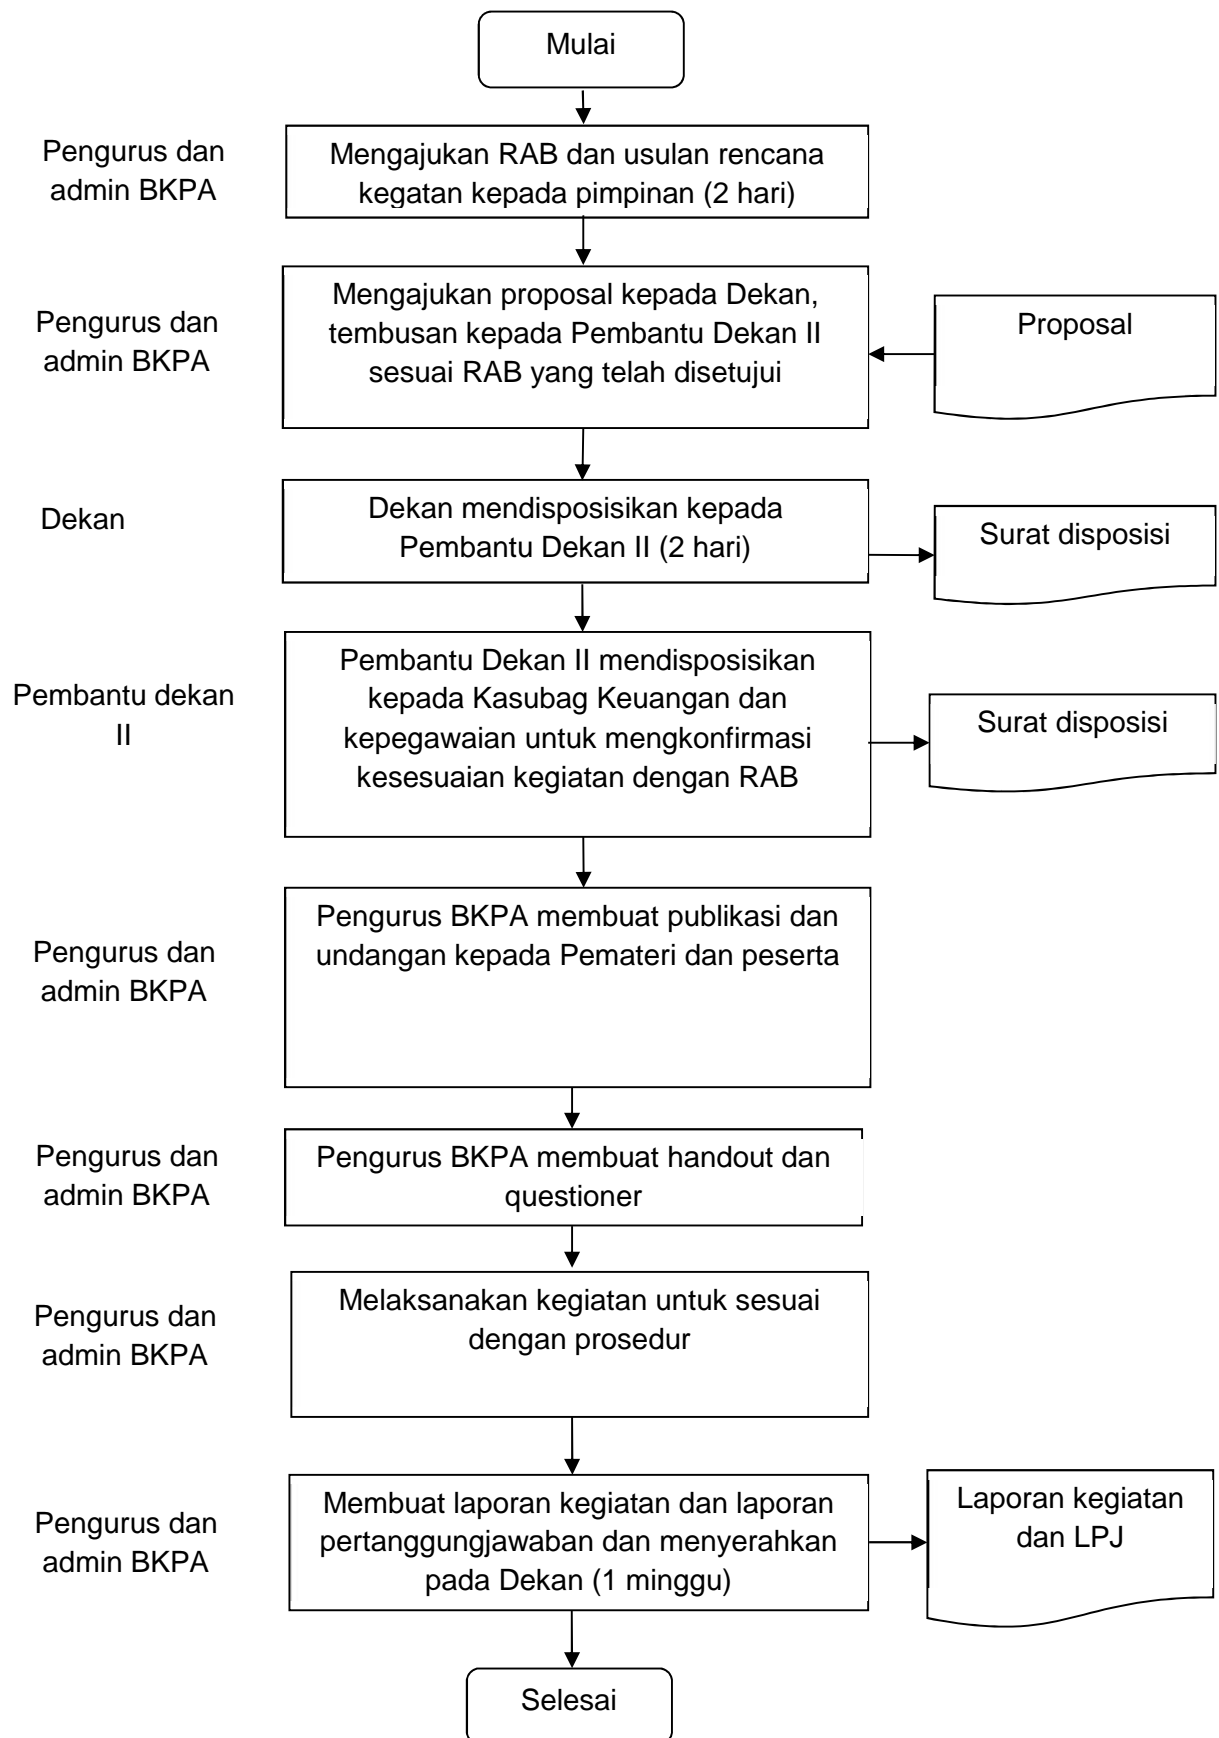 Mulai
Pengurus dan
admin BKPA
Mengajukan RAB dan usulan rencana
kegatan kepada pimpinan (2 hari)
Pengurus dan
admin BKPA
Mengajukan proposal kepada Dekan,
tembusan kepada Pembantu Dekan II
sesuai RAB yang telah disetujui
Proposal
Dekan
Dekan mendisposisikan kepada
Pembantu Dekan II (2 hari)
Surat disposisi
Pembantu dekan
II
Pembantu Dekan II mendisposisikan
kepada Kasubag Keuangan dan
kepegawaian untuk mengkonfirmasi
kesesuaian kegiatan dengan RAB
Surat disposisi
Pengurus dan
admin BKPA
Pengurus BKPA membuat publikasi dan
undangan kepada Pemateri dan peserta
Pengurus dan
admin BKPA
Pengurus BKPA membuat handout dan
questioner
Pengurus dan
admin BKPA
Melaksanakan kegiatan untuk sesuai
dengan prosedur
Pengurus dan
admin BKPA
Membuat laporan kegiatan dan laporan
pertanggungjawaban dan menyerahkan
pada Dekan (1 minggu)
Laporan kegiatan
dan LPJ
Selesai